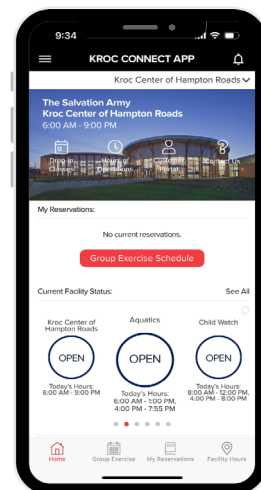 9:34
KROC CONNECT APP
Kroc Center of Hampton Roads
The Salvation Army
Kroc Center of Hampton Roads
6:00 AM - 9:00 PM
Drop-In Hours of Customer Contact Us
Classes Operations Portal
My Reservations:
No current reservations.
Group Exercise Schedule
Current Facility Status: See All
Kroc Center of
Hampton Roads
OPEN
Today's Hours:
6:00 AM - 9:00 PM
Aquatics
OPEN
Today's Hours:
6:00 AM - 1:00 PM,
4:00 PM - 7:55 PM
Child Watch
OPEN
Today's Hours:
8:00 AM - 12:00 PM,
4:00 PM - 8:00 PM
Home Group Exercise My Reservations Facility Hours